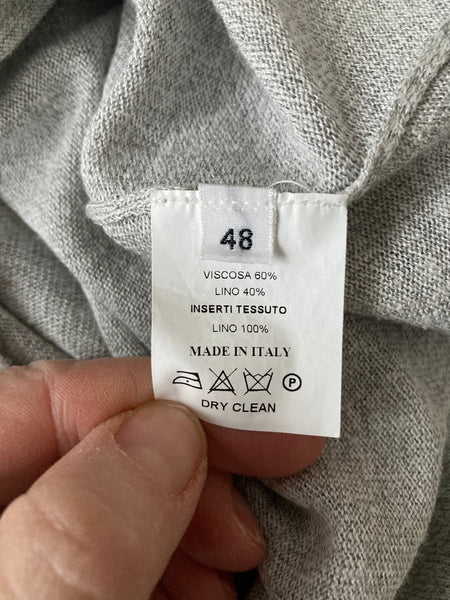 48
VISCOSA 60%
LINO 40%
INSERTI TESSUTO
LINO 100%
MADE IN ITALY
P
DRY CLEAN